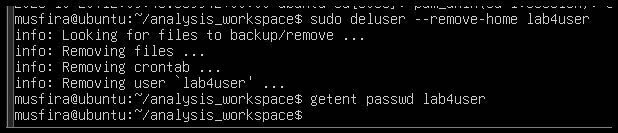 musfira@ubuntu:~/analysis_workspace$ sudo deluser --remove-home lab4user
info: Looking for files to backup/remove ...
info: Removing files ...
info: Removing crontab ...
info: Removing user `lab4user' ...
musfira@ubuntu:~/analysis_workspace$ getent passwd lab4user
musfira@ubuntu:~/analysis_workspace$